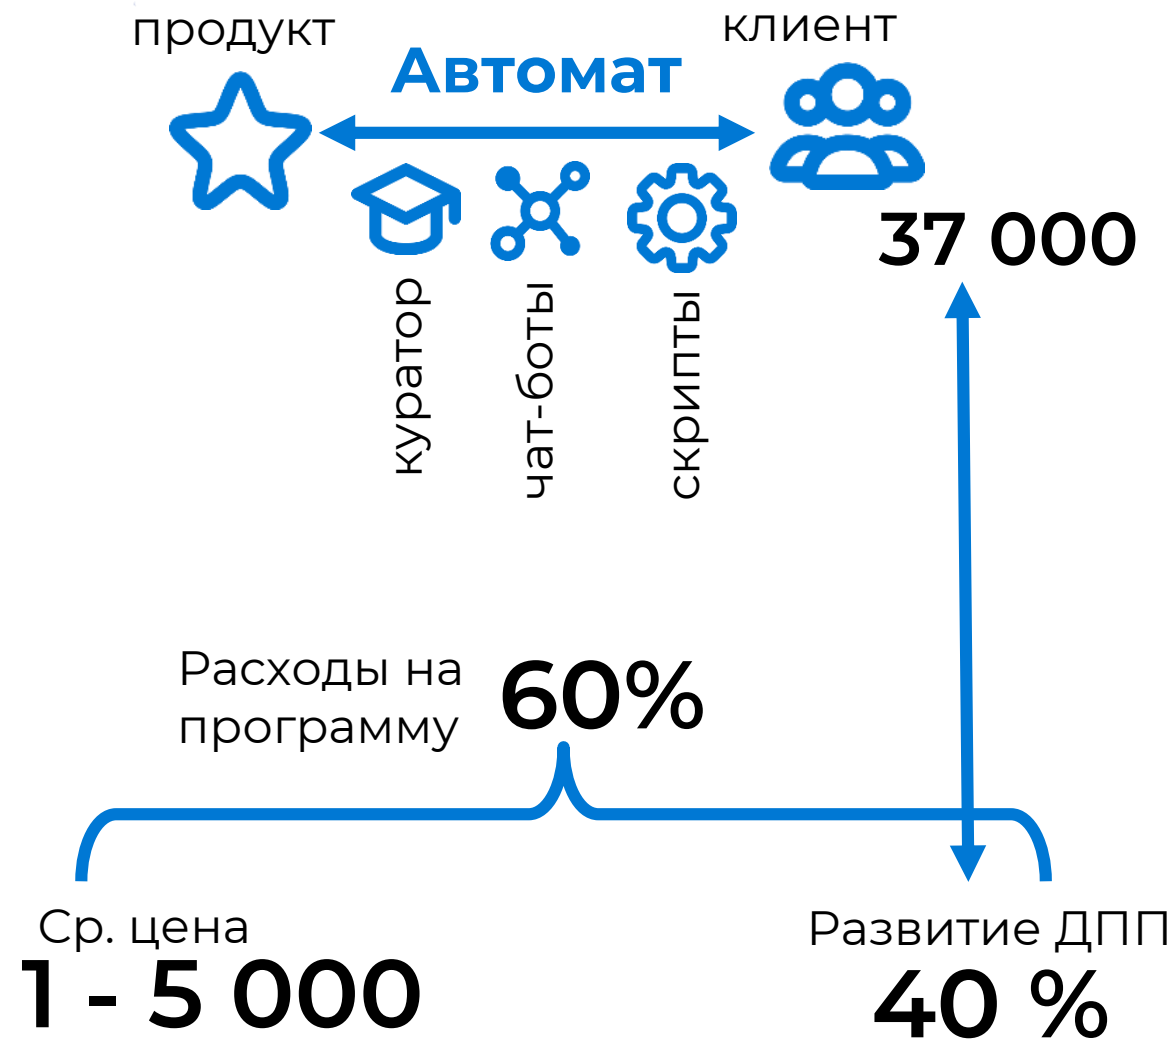 продукт
клиент
Автомат
37 000
куратор
чат-боты
скрипты
Расходы на
программу
60%
Ср. цена
1 - 5 000
Развитие ДПП
40 %